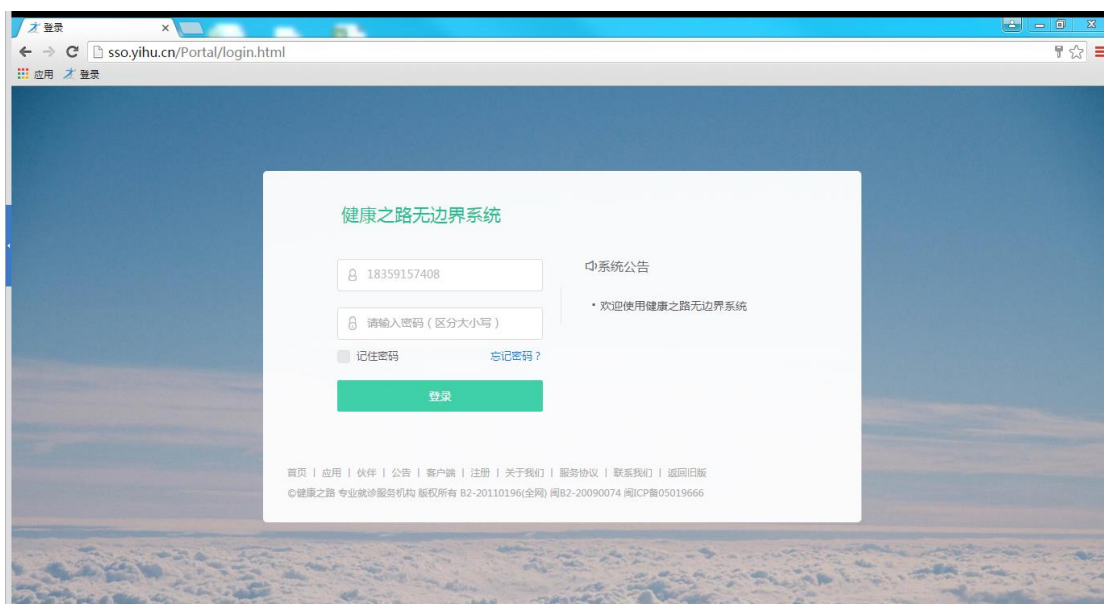 登录
sso.yihu.cn/Portal/login.html
应用 登录
健康之路无边界系统
18359157408
请输入密码（区分大小写）
记住密码 忘记密码？
登录
系统公告
·欢迎使用健康之路无边界系统
首页 | 应用 | 伙伴 | 公告 | 客户端 | 注册 | 关于我们 | 服务协议 | 联系我们 | 返回旧版
©健康之路 专业就诊服务机构 版权所有 B2-20110196(全网) 闽B2-20090074 闽ICP备05019666